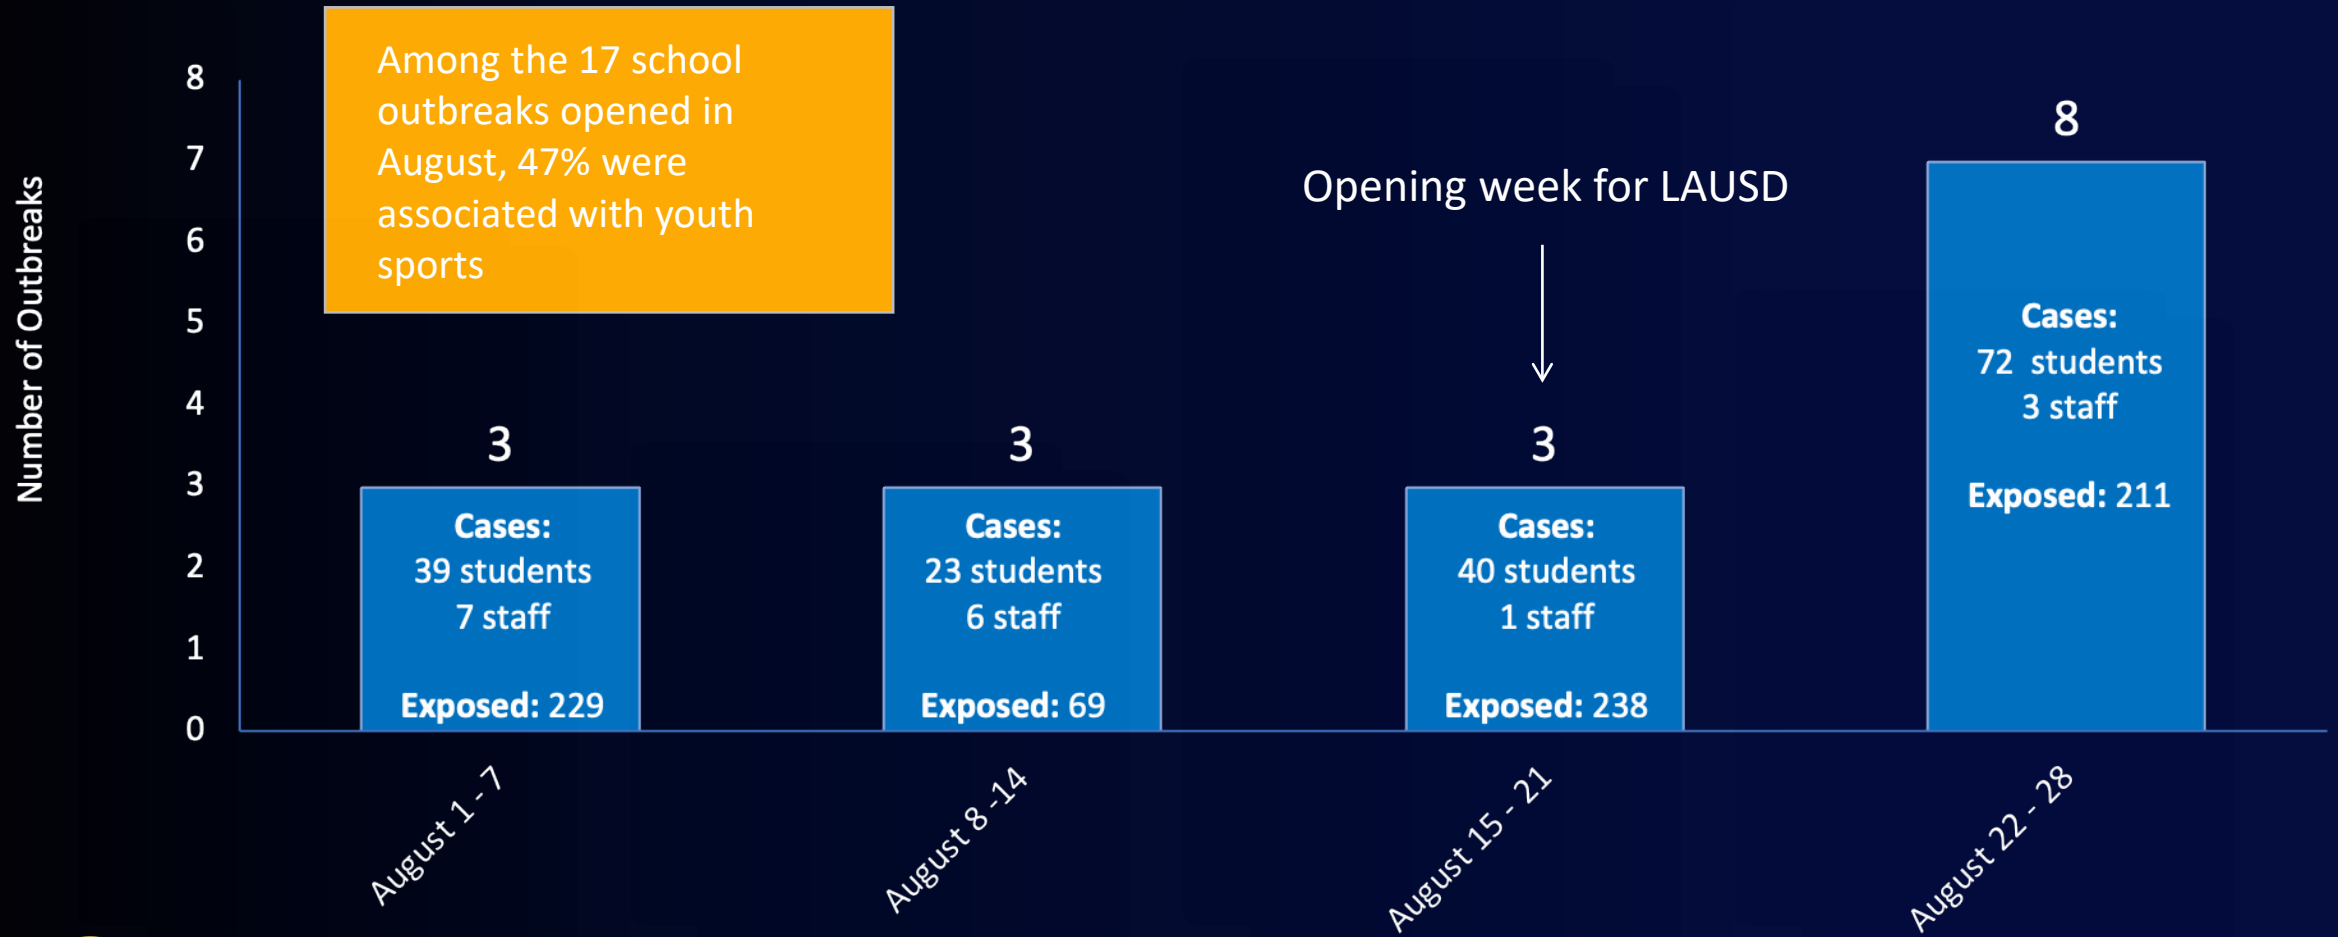 Among the 17 school
outbreaks opened in
August, 47% were
associated with youth
sports
Opening week for LAUSD
Number of Outbreaks
8
7
6
5
4
3
2
1
0
3
Cases:
39 students
7 staff
Exposed: 229
August 1 - 7
3
Cases:
23 students
6 staff
Exposed: 69
August 8 -14
3
Cases:
40 students
1 staff
Exposed: 238
August 15 - 21
8
Cases:
72 students
3 staff
Exposed: 211
August 22 - 28